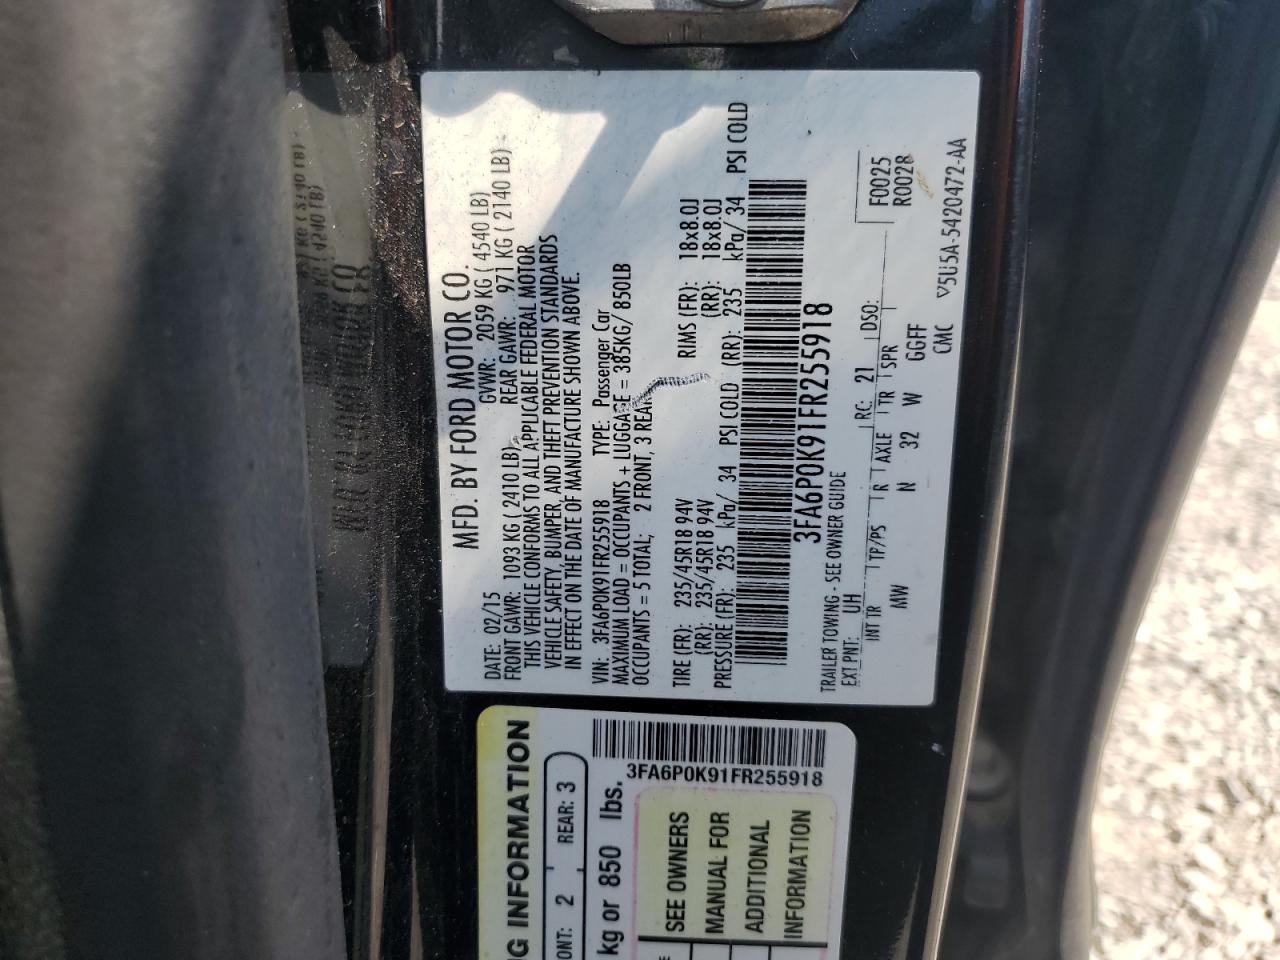 MFD. BY FORD MOTOR CO.
DATE: 02/15 GVWR: 2059 KG ( 4540 LB)
FRONT GAWR: 1093 KG ( 2410 LB) REAR GAWR: 971 KG ( 2140 LB)
THIS VEHICLE CONFORMS TO ALL APPLICABLE FEDERAL MOTOR
VEHICLE SAFETY, BUMPER, AND THEFT PREVENTION STANDARDS
IN EFFECT ON THE DATE OF MANUFACTURE SHOWN ABOVE.
VIN: 3FA6P0K91FR255918 TYPE: Passenger Car
MAXIMUM LOAD = OCCUPANTS + LUGGAGE = 385KG/ 850LB
OCCUPANTS = 5 TOTAL, 2 FRONT, 3 REAR
TIRE (FR): 235/45R18 94V RIMS (FR): 18x8.0J
(RR): 235/45R18 94V (RR): 18x8.0J
PRESSURE (FR): 235 kPa/ 34 PSI COLD (RR): 235 kPa/ 34 PSI COLD
3FA6P0K91FR255918
TRAILER TOWING - SEE OWNER GUIDE
EXT PNT: UH RC: 21 DSO: F0025
R0028
INT TR TP/PS R AXLE TR SPR
MW N 32 W GGFF
CMC ▽5U5A-5420472-AA
G INFORMATION
ONT: 2 REAR: 3
kg or 850 lbs.
3FA6P0K91FR255918
SEE OWNERS
MANUAL FOR
ADDITIONAL
INFORMATION